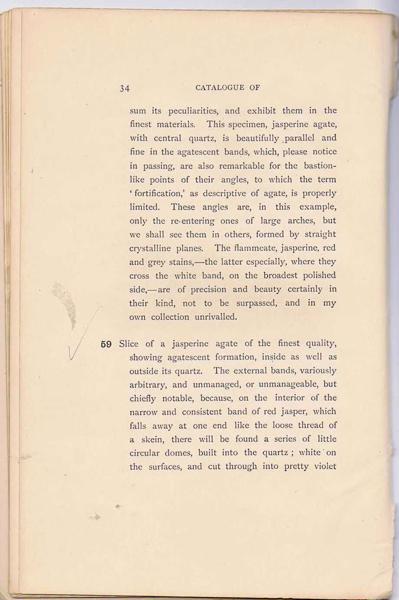 34 CATALOGUE OF
sum its peculiarities, and exhibit them in the
finest materials. This specimen, jasperine agate,
with central quartz, is beautifully parallel and
fine in the agatescent bands, which, please notice
in passing, are also remarkable for the bastion-
like points of their angles, to which the term
‘fortification,’ as descriptive of agate, is properly
limited. These angles are, in this example,
only the re-entering ones of large arches, but
we shall see them in others, formed by straight
crystalline planes. The flammeate, jasperine, red
and grey stains,—the latter especially, where they
cross the white band, on the broadest polished
side,—are of precision and beauty certainly in
their kind, not to be surpassed, and in my
own collection unrivalled.
59 Slice of a jasperine agate of the finest quality,
showing agatescent formation, inside as well as
outside its quartz. The external bands, variously
arbitrary, and unmanaged, or unmanageable, but
chiefly notable, because, on the interior of the
narrow and consistent band of red jasper, which
falls away at one end like the loose thread of
a skein, there will be found a series of little
circular domes, built into the quartz; white on
the surfaces, and cut through into pretty violet